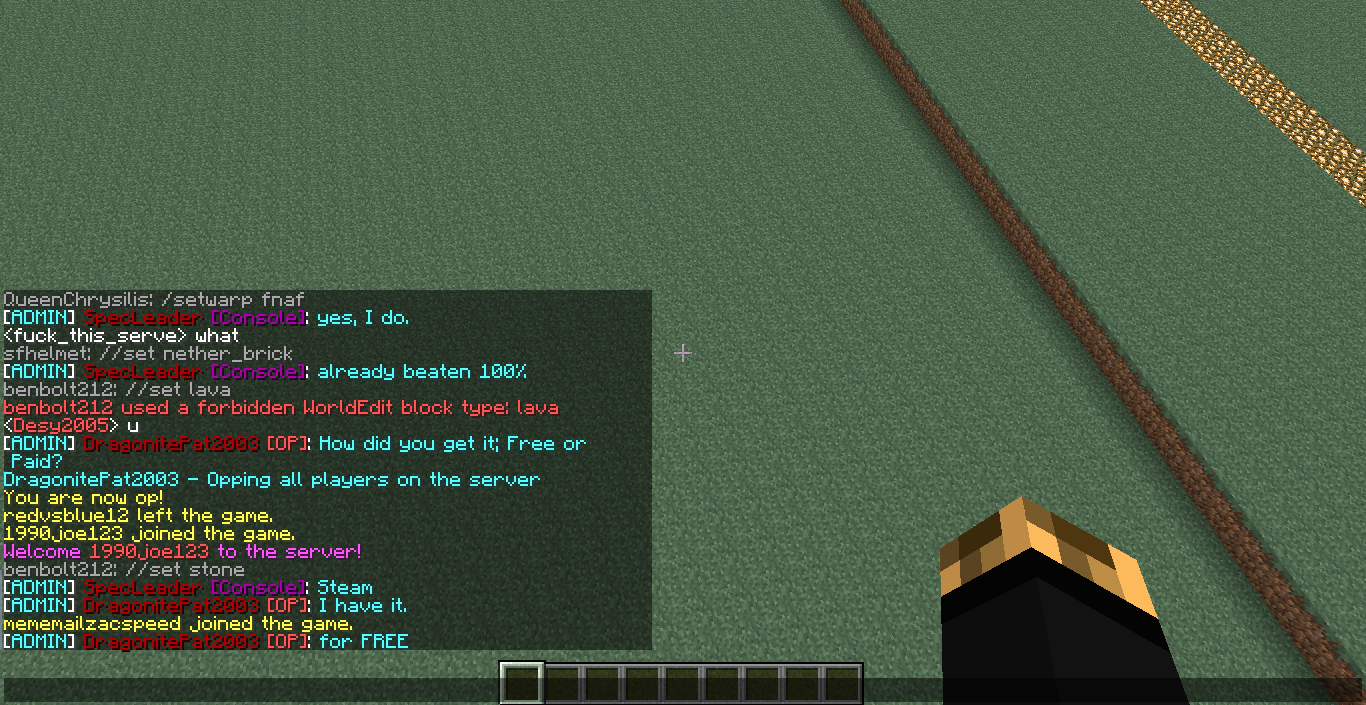 QueenChrysilis: /setwarp fnaf
[ADMIN] SpecLeader [Console]: yes, I do.
<fuck_this_serve> what
sfhelmet: //set nether_brick
[ADMIN] SpecLeader [Console]: already beaten 100%
benbolt212: //set lava
benbolt212 used a forbidden WorldEdit block type: lava
<Desy2005> u
[ADMIN] DragonitePat2003 [OP]: How did you get it; Free or
Paid?
DragonitePat2003 - Opping all players on the server
You are now op!
redvsblue12 left the game.
1990joe123 joined the game.
Welcome 1990joe123 to the server!
benbolt212: //set stone
[ADMIN] SpecLeader [Console]: Steam
[ADMIN] DragonitePat2003 [OP]: I have it.
mememailzacspeed joined the game.
[ADMIN] DragonitePat2003 [OP]: for FREE